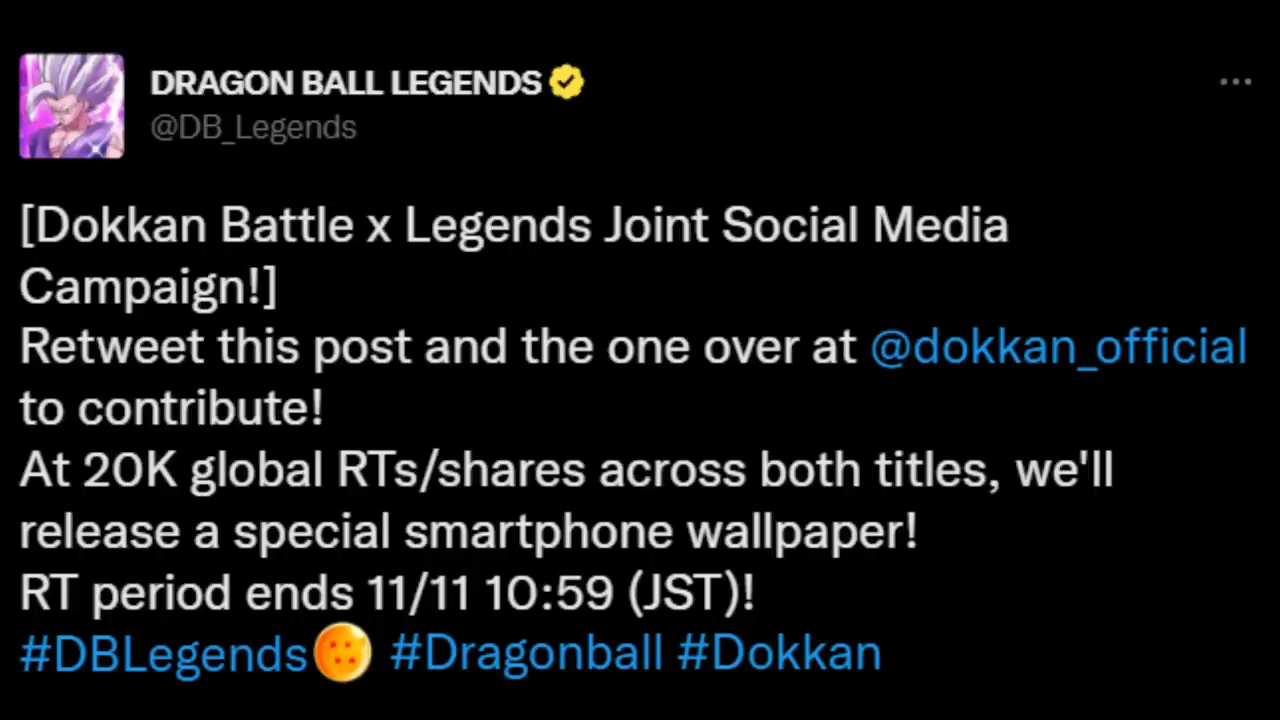 DRAGON BALL LEGENDS
@DB_Legends
[Dokkan Battle x Legends Joint Social Media
Campaign!]
Retweet this post and the one over at @dokkan_official
to contribute!
At 20K global RTs/shares across both titles, we'll
release a special smartphone wallpaper!
RT period ends 11/11 10:59 (JST)!
#DBLegends #Dragonball #Dokkan